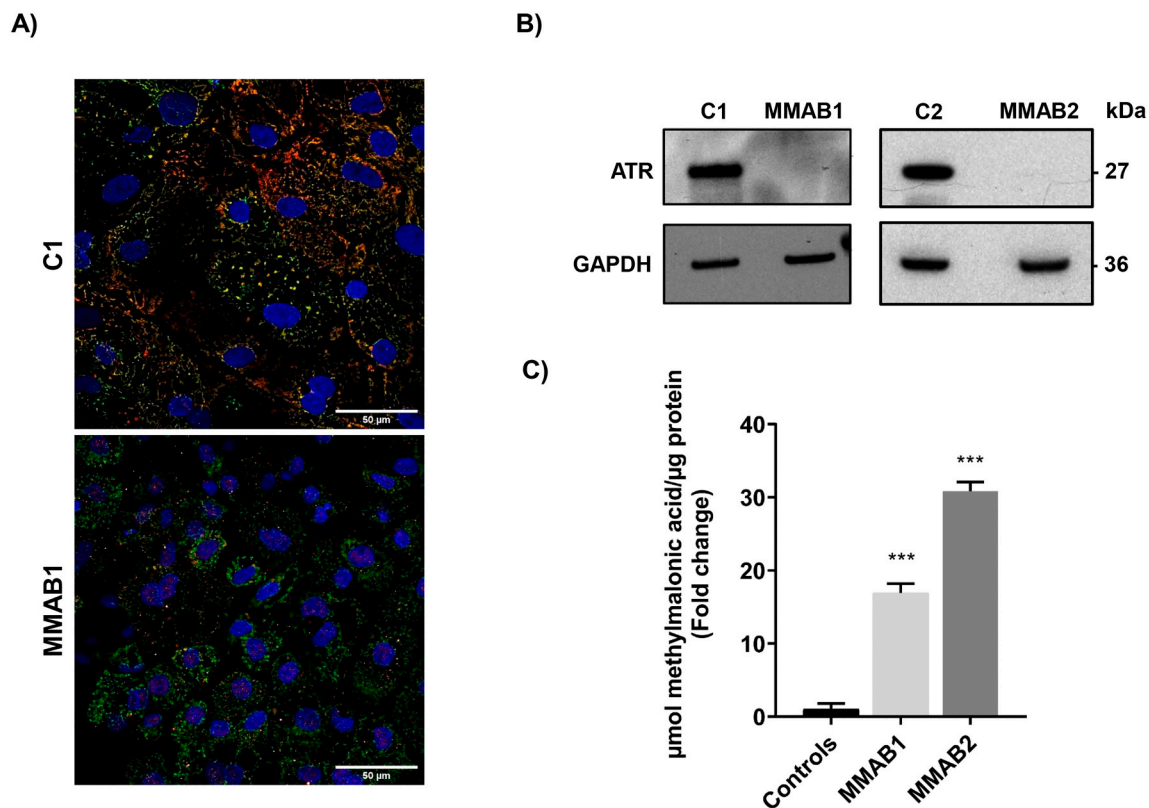 A)
C1
50 µm
MMAB1
50 µm
B)
C1 MMAB1 C2 MMAB2 kDa
ATR 27
GAPDH 36
C)
µmol methylmalonic acid/µg protein
(Fold change)
40
30
20
10
0
***
***
Controls
MMAB1
MMAB2